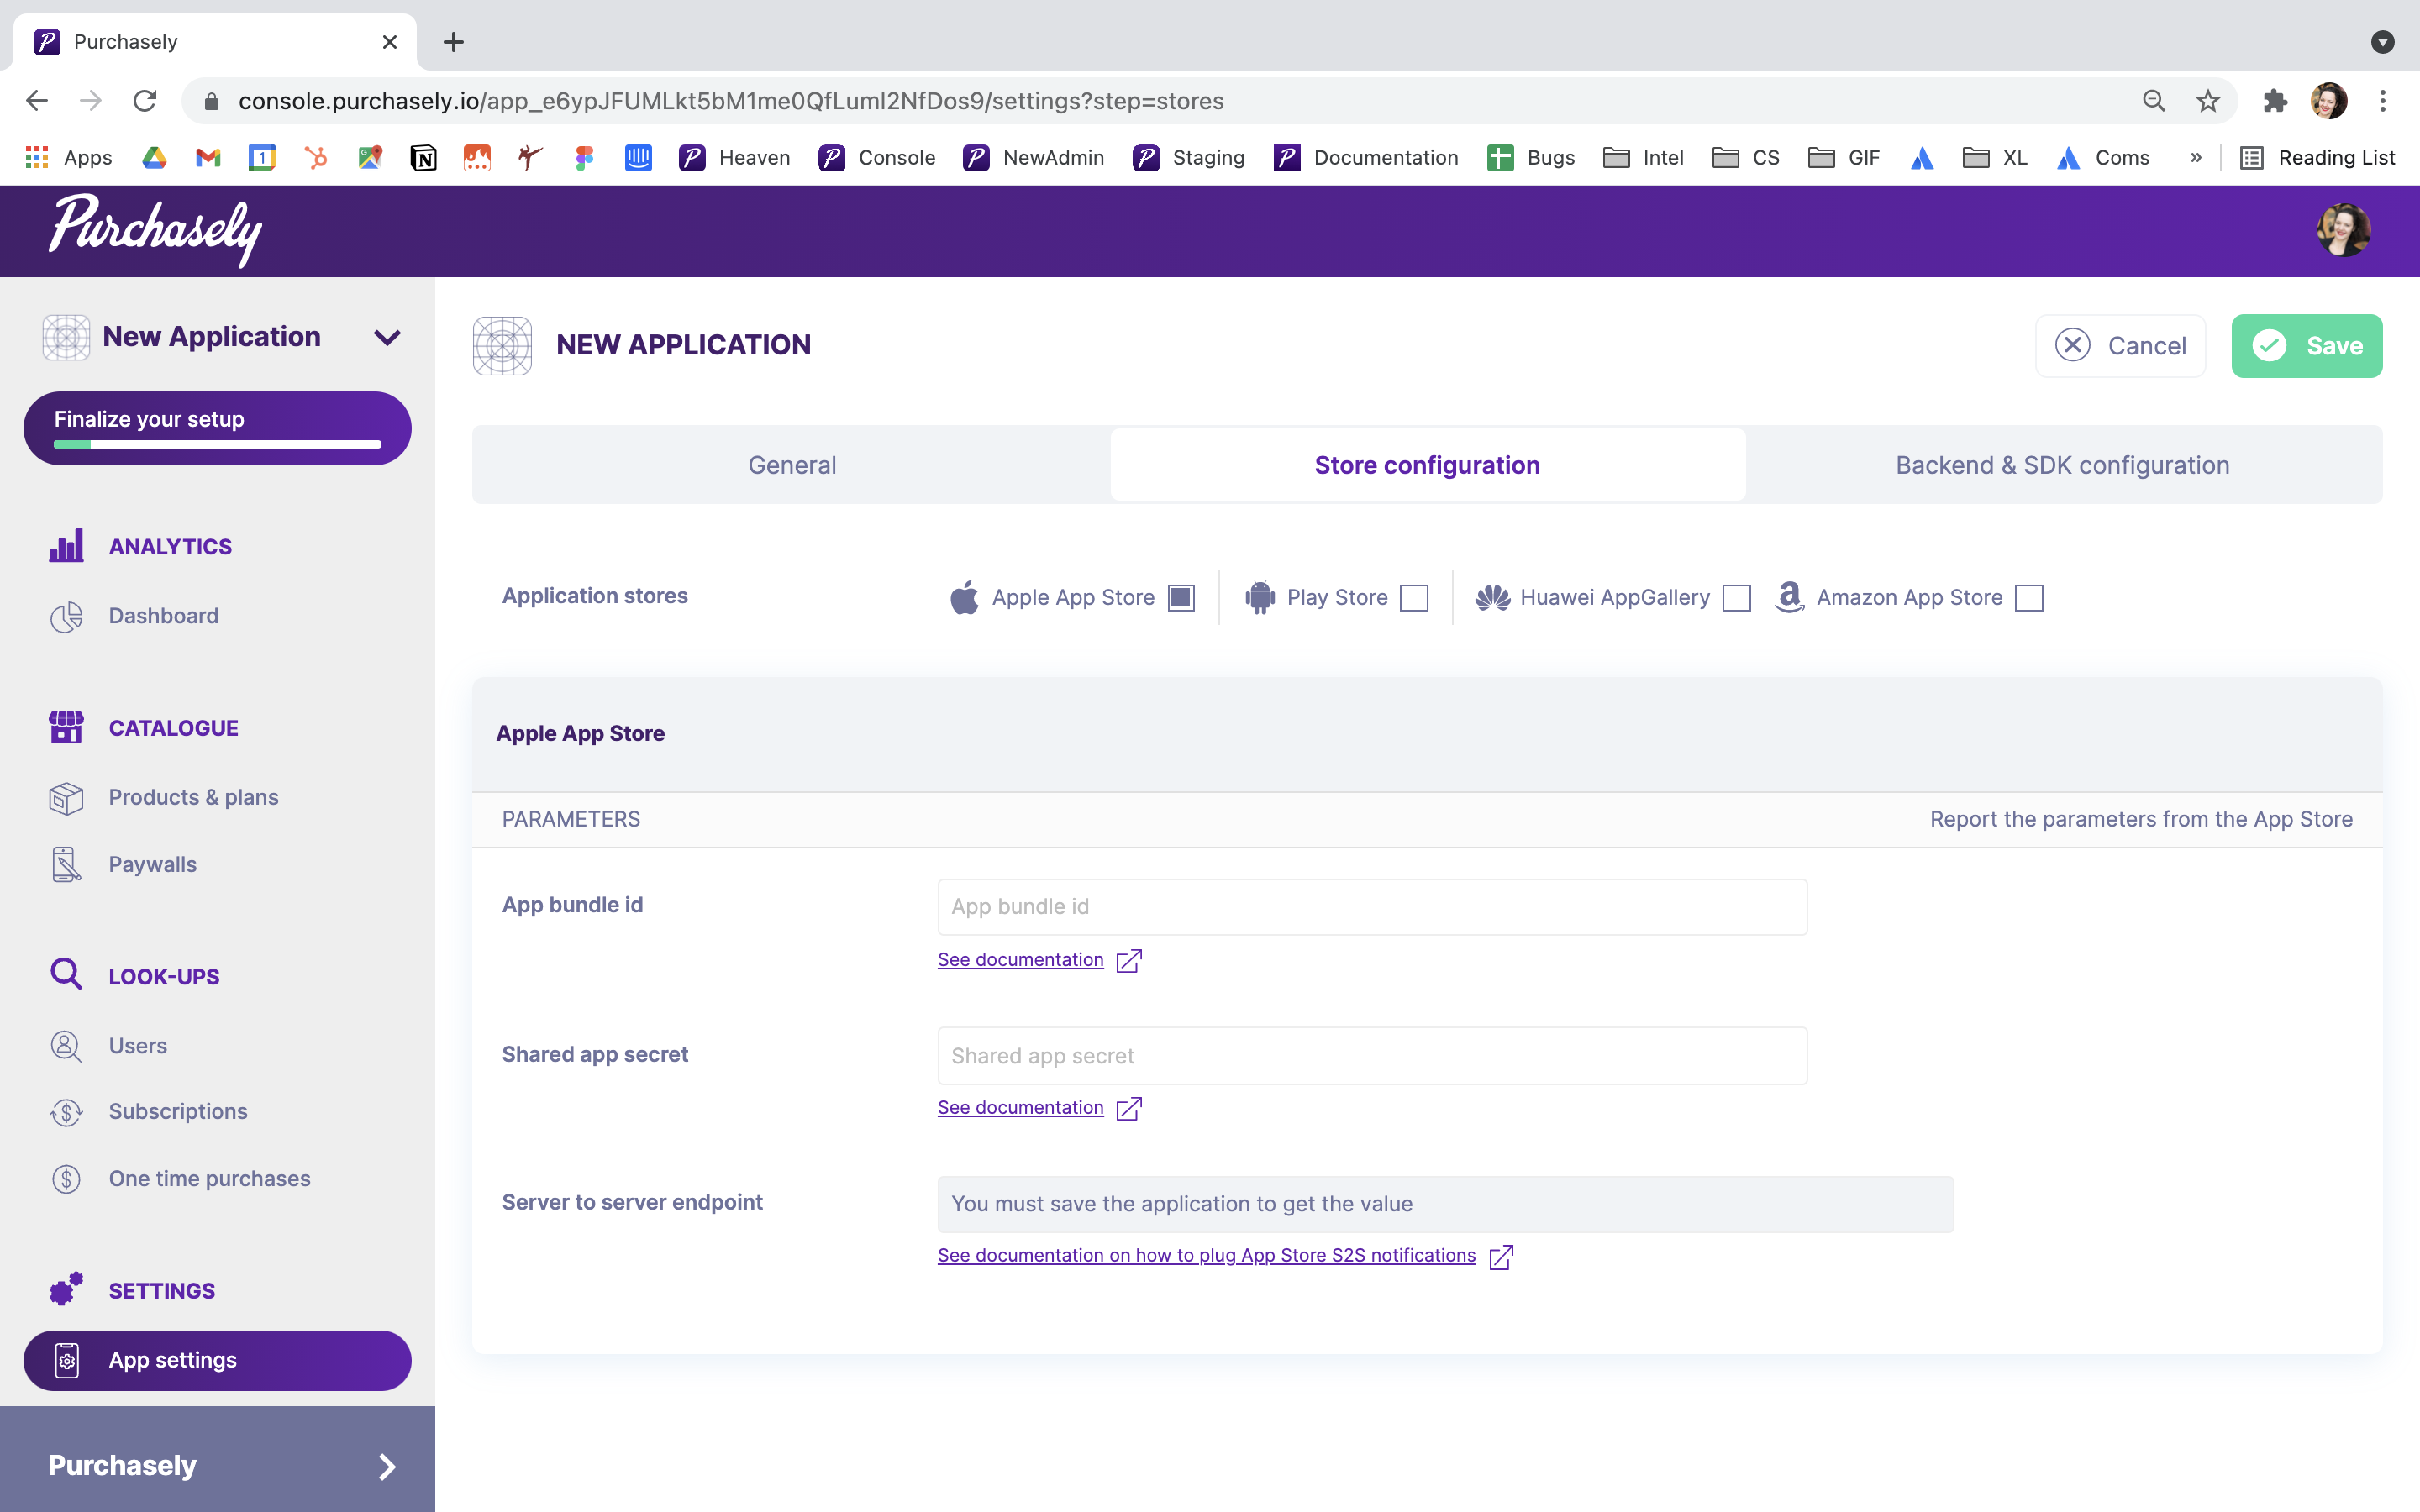 Purchasely
console.purchasely.io/app_e6ypJFUMLkt5bM1me0QfLumI2NfDos9/settings?step=stores
Apps
1
Heaven
Console
NewAdmin
Staging
Documentation
Bugs
Intel
CS
GIF
XL
Coms
»
Reading List
Purchasely
New Application
Finalize your setup
ANALYTICS
Dashboard
CATALOGUE
Products & plans
Paywalls
LOOK-UPS
Users
Subscriptions
One time purchases
SETTINGS
App settings
Purchasely
NEW APPLICATION
Cancel
Save
General
Store configuration
Backend & SDK configuration
Application stores
Apple App Store
Play Store
Huawei AppGallery
Amazon App Store
Apple App Store
PARAMETERS
Report the parameters from the App Store
App bundle id
App bundle id
See documentation
Shared app secret
Shared app secret
See documentation
Server to server endpoint
You must save the application to get the value
See documentation on how to plug App Store S2S notifications